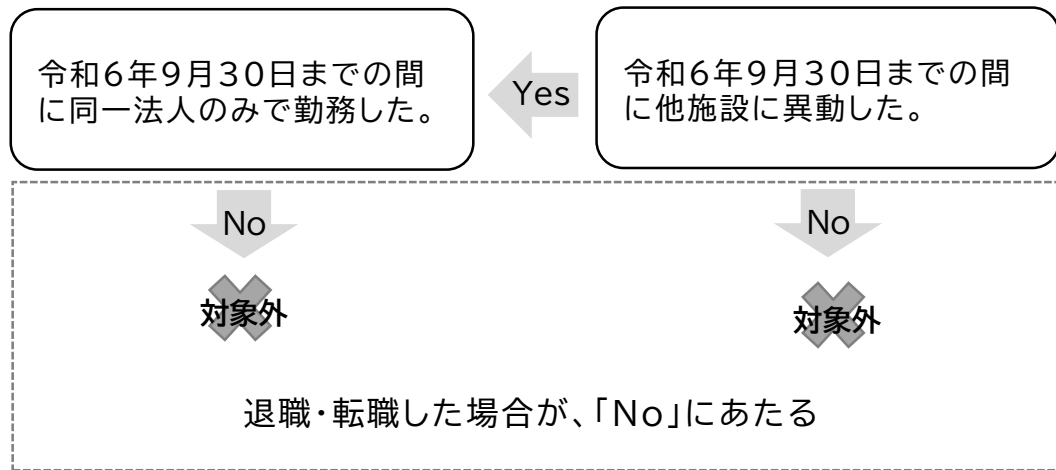 令和6年9月30日までの間
に同一法人のみで勤務した。
Yes
令和6年9月30日までの間
に他施設に異動した。
No
No
対象外
対象外
退職・転職した場合が、「No」にあたる